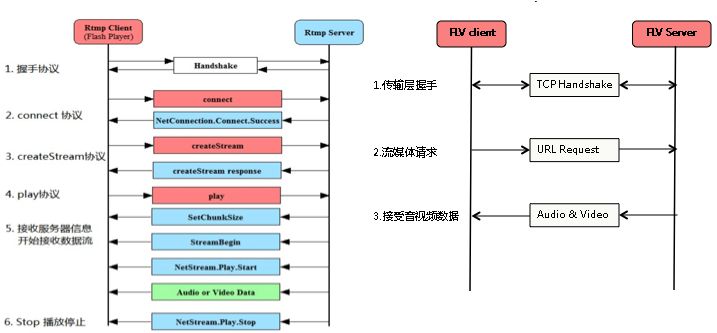 Rtmp Client
(Flash Player)
Rtmp Server
1. 握手协议
Handshake
connect
2. connect 协议
NetConnection.Connect.Success
createStream
3. createStream协议
createStream response
4. play协议
play
SetChunkSize
5. 接收服务器信息
开始接收数据流
StreamBegin
NetStream.Play.Start
Audio or Video Data
6. Stop 播放停止
NetStream.Play.Stop
FLV client
FLV Server
1.传输层握手
TCP Handshake
2.流媒体请求
URL Request
3.接受音视频数据
Audio & Video